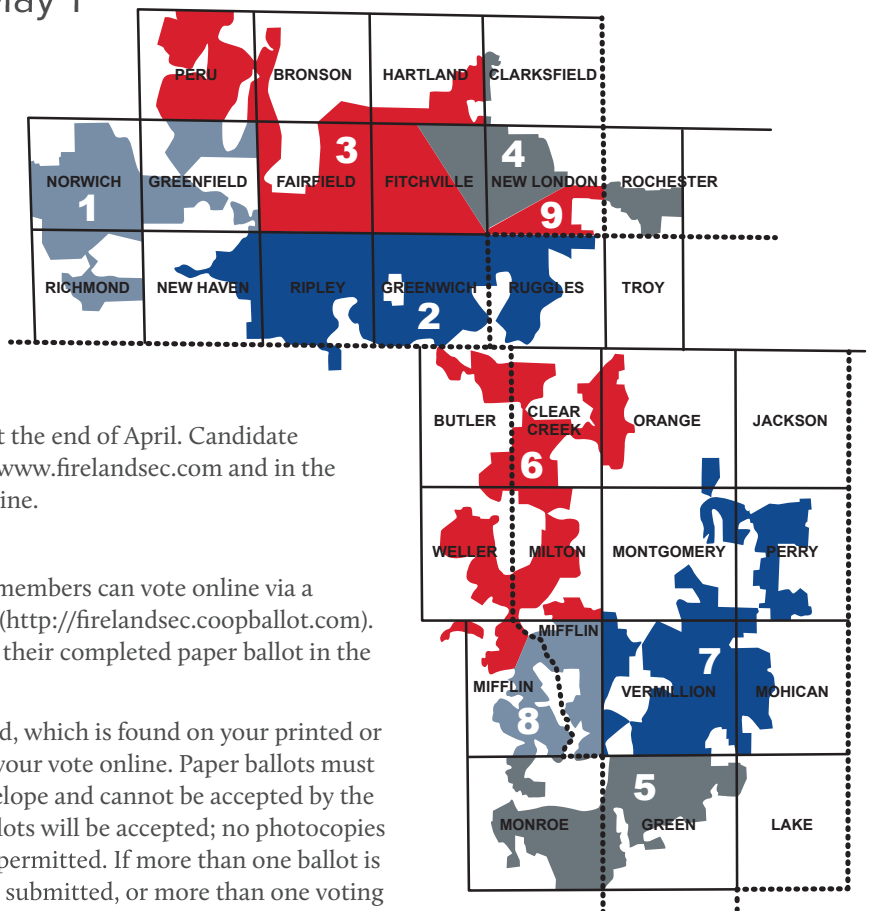 May 1
PERU
BRONSON
HARTLAND
CLARKSFIELD
3
4
NORWICH
GREENFIELD
FAIRFIELD
FITCHVILLE
NEW LONDON
ROCHESTER
1
9
RICHMOND
NEW HAVEN
RIPLEY
GREENWICH
RUGGLES
TROY
2
BUTLER
CLEAR
CREEK
ORANGE
JACKSON
6
WELLER
MILTON
MONTGOMERY
PERRY
MIFFLIN
7
MIFFLIN
VERMILLION
MOHICAN
8
5
MONROE
GREEN
LAKE
t the end of April. Candidate
www.firelandsec.com and in the
ine.
members can vote online via a
(http://firelandsec.coopballot.com).
their completed paper ballot in the
d, which is found on your printed or
your vote online. Paper ballots must
elope and cannot be accepted by the
lots will be accepted; no photocopies
permitted. If more than one ballot is
submitted, or more than one voting